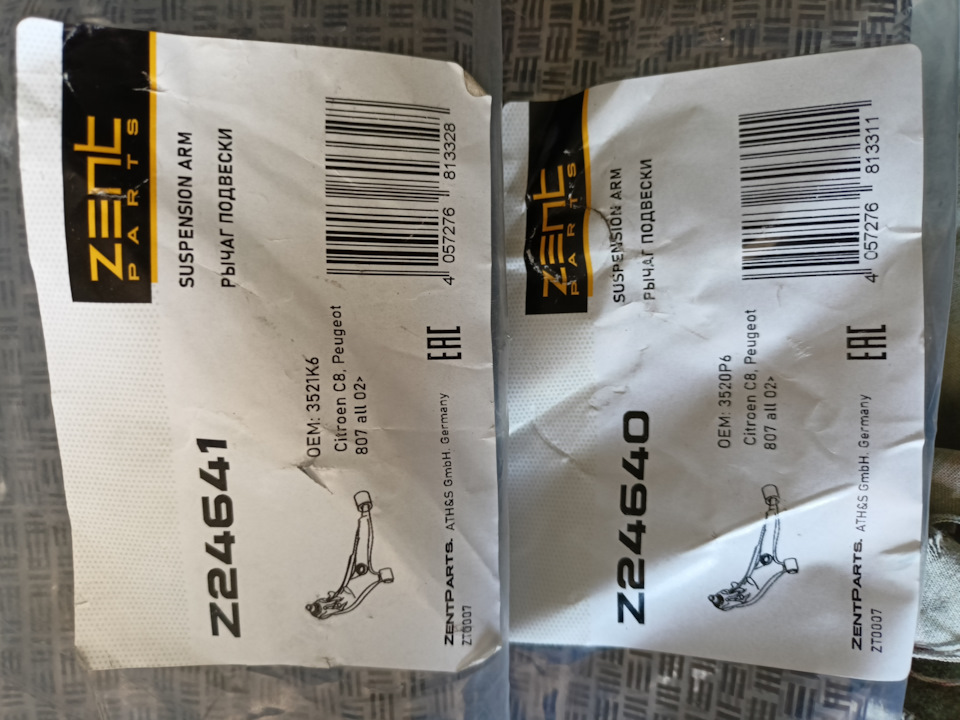 ZENT
PARTS
SUSPENSION ARM
РЫЧАГ ПОДВЕСКИ
Z24641
OEM: 3521K6
Citroen C8, Peugeot
807 all 02>
4 057276 813328
EAC
ZENTPARTS. ATH&S GmbH. Germany
ZT0007
ZENT
PARTS
SUSPENSION ARM
РЫЧАГ ПОДВЕСКИ
Z24640
OEM: 3520P6
Citroen C8, Peugeot
807 all 02>
4 057276 813311
EAC
ZENTPARTS. ATH&S GmbH. Germany
ZT0007